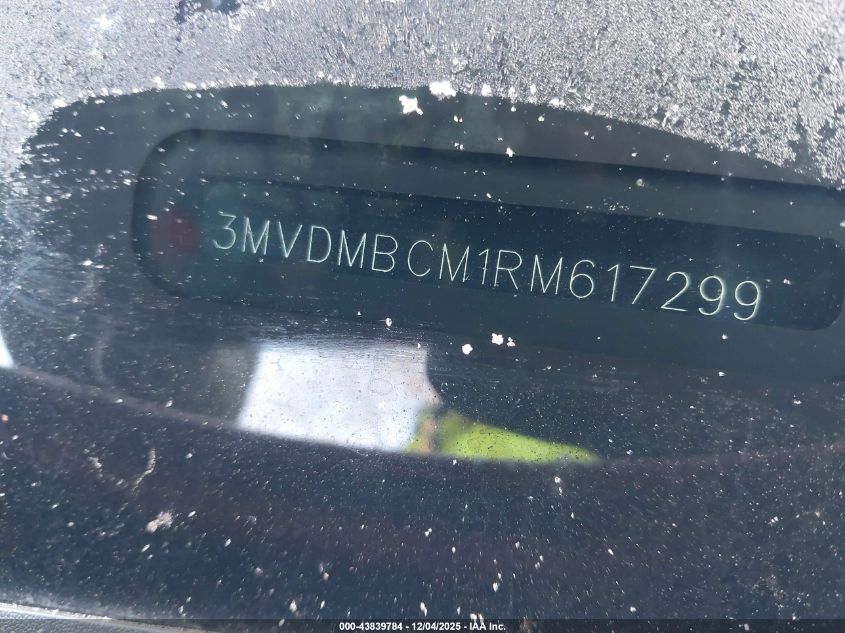 3MVDMBCM1RM617299
000-43839784 - 12/04/2025 - IAA Inc.